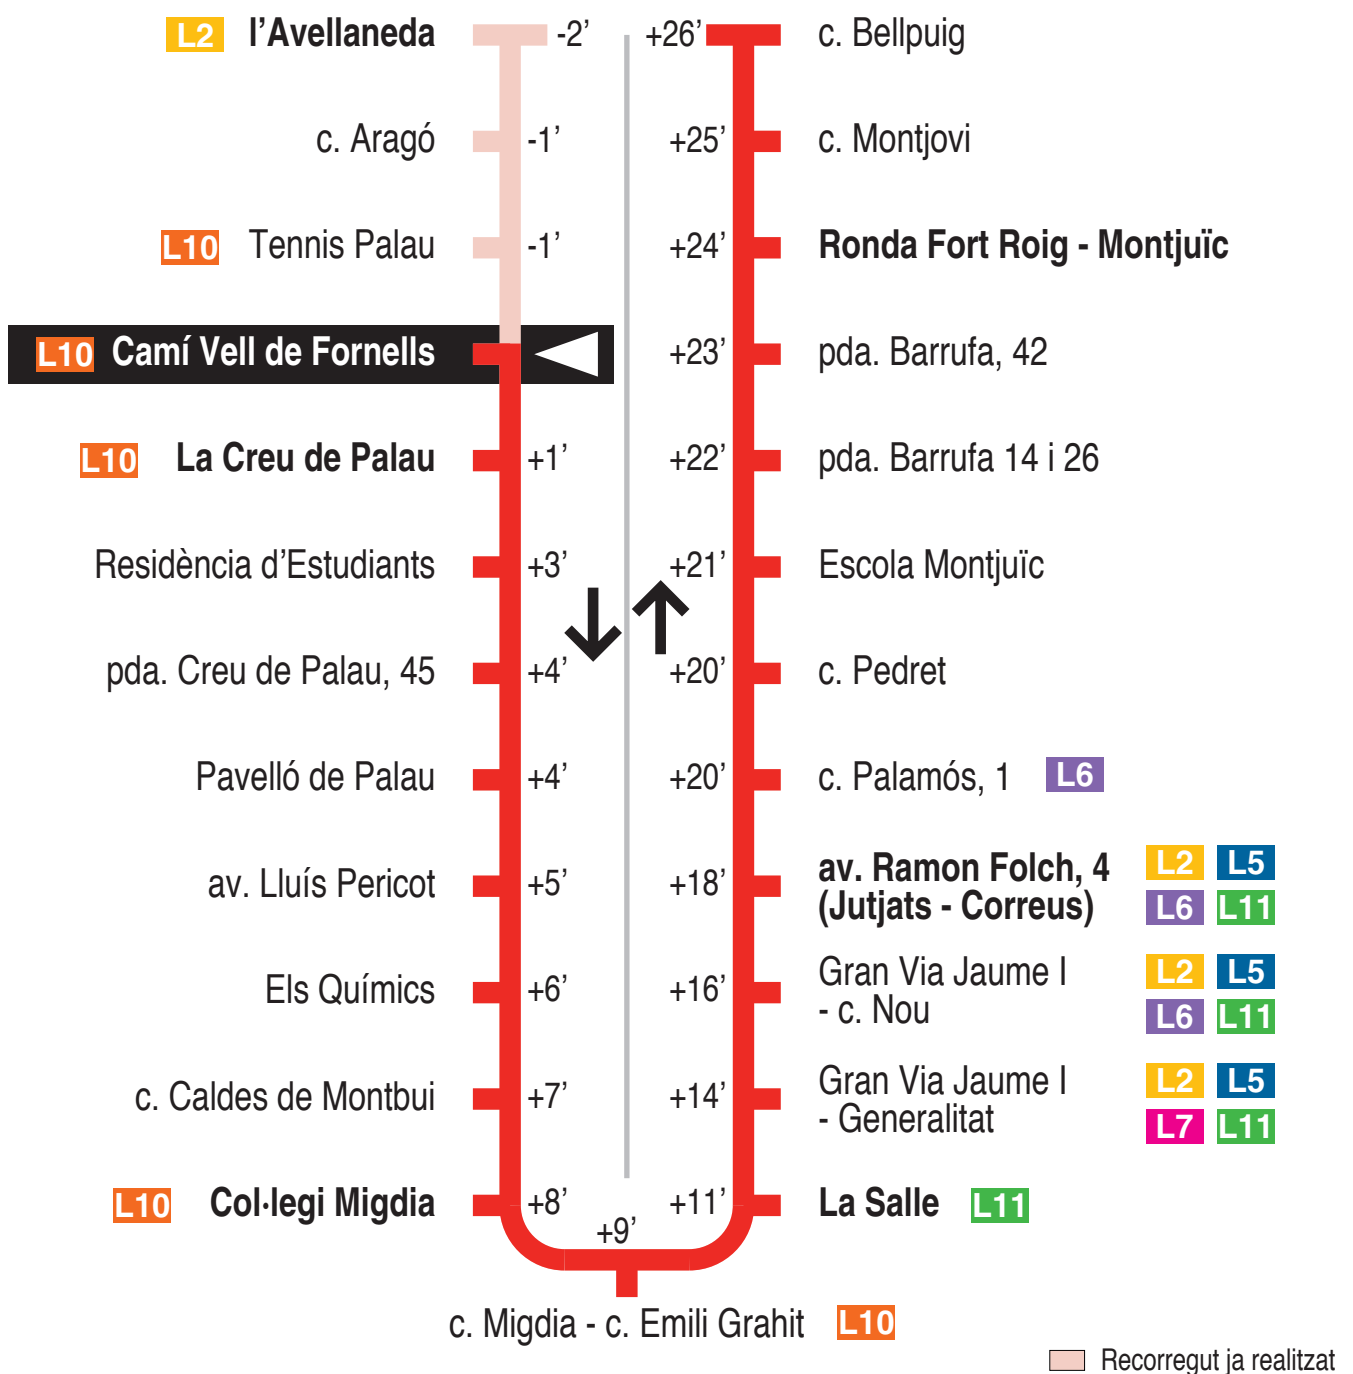 L2 l’Avellaneda -2’
c. Aragó -1’
L10 Tennis Palau -1’
L10 Camí Vell de Fornells
L10 La Creu de Palau +1’
Residència d’Estudiants +3’
pda. Creu de Palau, 45 +4’
Pavelló de Palau +4’
av. Lluís Pericot +5’
Els Químics +6’
c. Caldes de Montbui +7’
L10 Col·legi Migdia +8’
+9’
c. Migdia - c. Emili Grahit L10
+26’ c. Bellpuig
+25’ c. Montjovi
+24’ Ronda Fort Roig - Montjuïc
+23’ pda. Barrufa, 42
+22’ pda. Barrufa 14 i 26
+21’ Escola Montjuïc
+20’ c. Pedret
+20’ c. Palamós, 1 L6
+18’ av. Ramon Folch, 4 L2 L5
(Jutjats - Correus) L6 L11
+16’ Gran Via Jaume I L2 L5
- c. Nou L6 L11
+14’ Gran Via Jaume I L2 L5
- Generalitat L7 L11
+11’ La Salle L11
Recorregut ja realitzat